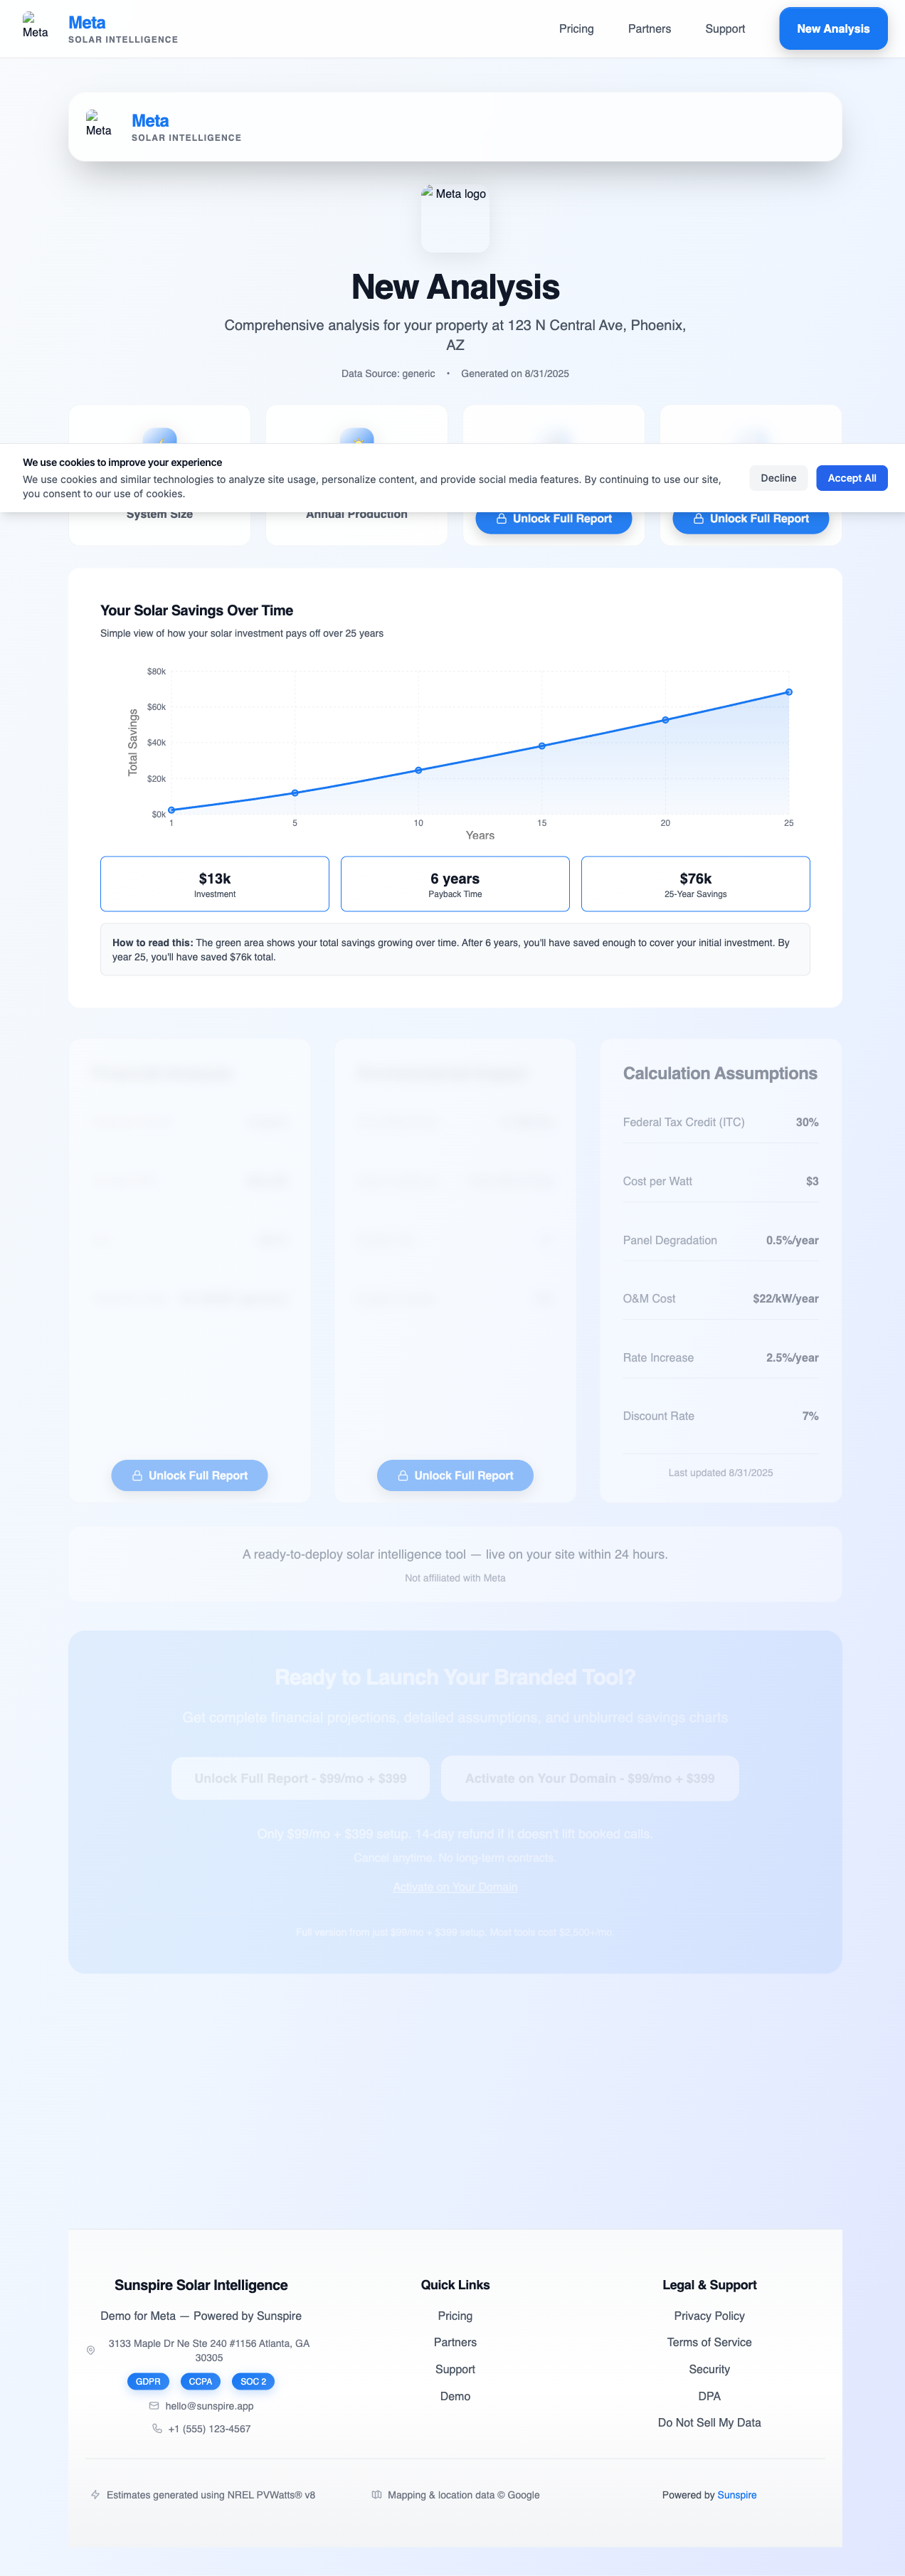 Meta
Meta
SOLAR INTELLIGENCE
Pricing
Partners
Support
New Analysis
Meta
Meta
SOLAR INTELLIGENCE
Meta logo
New Analysis
Comprehensive analysis for your property at 123 N Central Ave, Phoenix,
AZ
Data Source: generic • Generated on 8/31/2025
We use cookies to improve your experience
We use cookies and similar technologies to analyze site usage, personalize content, and provide social media features. By continuing to use our site,
you consent to our use of cookies.
Decline
Accept All
System Size
Annual Production
Unlock Full Report
Unlock Full Report
Your Solar Savings Over Time
Simple view of how your solar investment pays off over 25 years
Total Savings
$80k
$60k
$40k
$20k
$0k
1
5
10
15
20
25
Years
$13k
Investment
6 years
Payback Time
$76k
25-Year Savings
How to read this: The green area shows your total savings growing over time. After 6 years, you'll have saved enough to cover your initial investment. By
year 25, you'll have saved $76k total.
Unlock Full Report
Unlock Full Report
Calculation Assumptions
Federal Tax Credit (ITC) 30%
Cost per Watt $3
Panel Degradation 0.5%/year
O&M Cost $22/kW/year
Rate Increase 2.5%/year
Discount Rate 7%
Last updated 8/31/2025
A ready-to-deploy solar intelligence tool — live on your site within 24 hours.
Not affiliated with Meta
Ready to Launch Your Branded Tool?
Get complete financial projections, detailed assumptions, and unblurred savings charts
Unlock Full Report - $99/mo + $399
Activate on Your Domain - $99/mo + $399
Only $99/mo + $399 setup. 14-day refund if it doesn't lift booked calls.
Cancel anytime. No long-term contracts.
Activate on Your Domain
Full version from just $99/mo + $399 setup. Most tools cost $2,500+/mo.
Sunspire Solar Intelligence
Demo for Meta — Powered by Sunspire
3133 Maple Dr Ne Ste 240 #1156 Atlanta, GA
30305
GDPR
CCPA
SOC 2
hello@sunspire.app
+1 (555) 123-4567
Quick Links
Pricing
Partners
Support
Demo
Legal & Support
Privacy Policy
Terms of Service
Security
DPA
Do Not Sell My Data
Estimates generated using NREL PVWatts® v8
Mapping & location data © Google
Powered by Sunspire